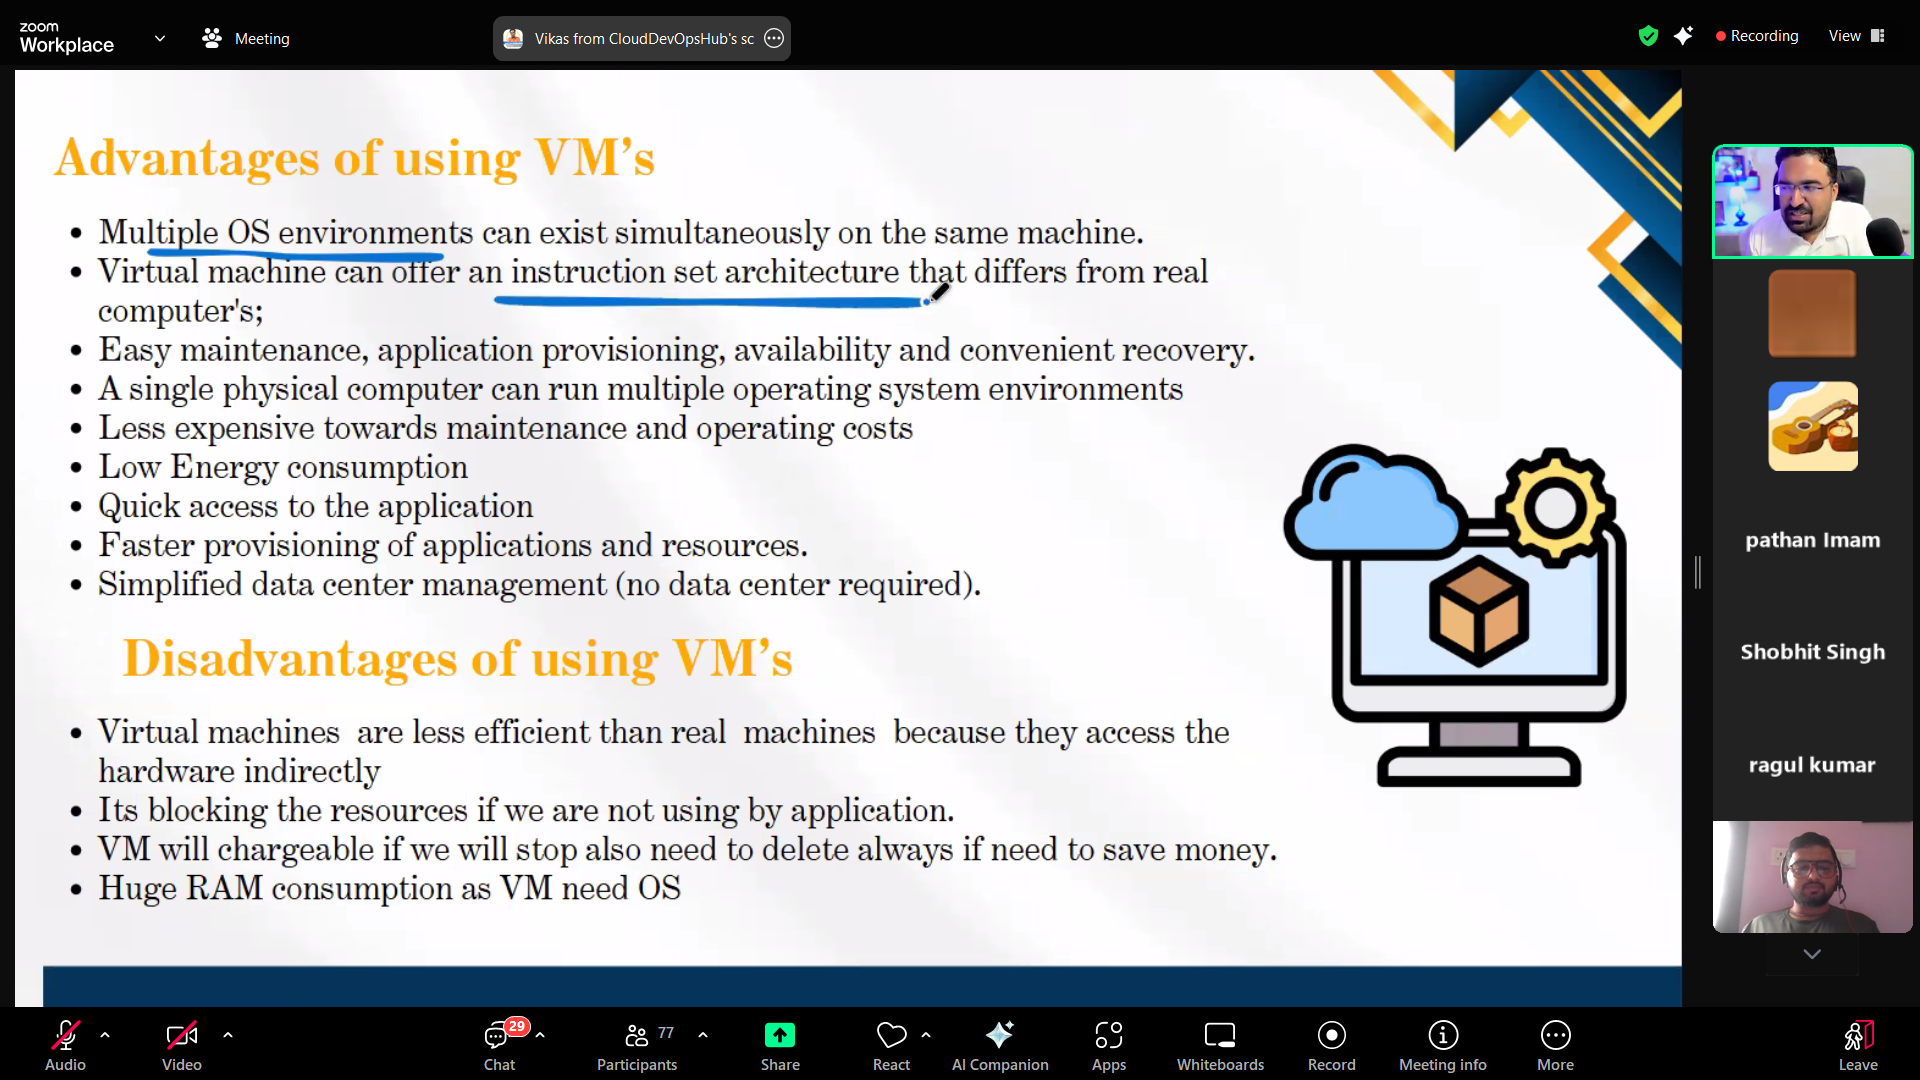 zoom
Workplace
Meeting
Vikas from CloudDevOpsHub's sc
Recording
View
Advantages of using VM's
• Multiple OS environments can exist simultaneously on the same machine.
• Virtual machine can offer an instruction set architecture that differs from real
computer's;
• Easy maintenance, application provisioning, availability and convenient recovery.
• A single physical computer can run multiple operating system environments
• Less expensive towards maintenance and operating costs
• Low Energy consumption
• Quick access to the application
• Faster provisioning of applications and resources.
• Simplified data center management (no data center required).
Disadvantages of using VM's
• Virtual machines are less efficient than real machines because they access the
hardware indirectly
• Its blocking the resources if we are not using by application.
• VM will chargeable if we will stop also need to delete always if need to save money.
• Huge RAM consumption as VM need OS
pathan Imam
Shobhit Singh
ragul kumar
Audio
Video
29
Chat
77
Participants
Share
React
AI Companion
Apps
Whiteboards
Record
Meeting info
More
Leave